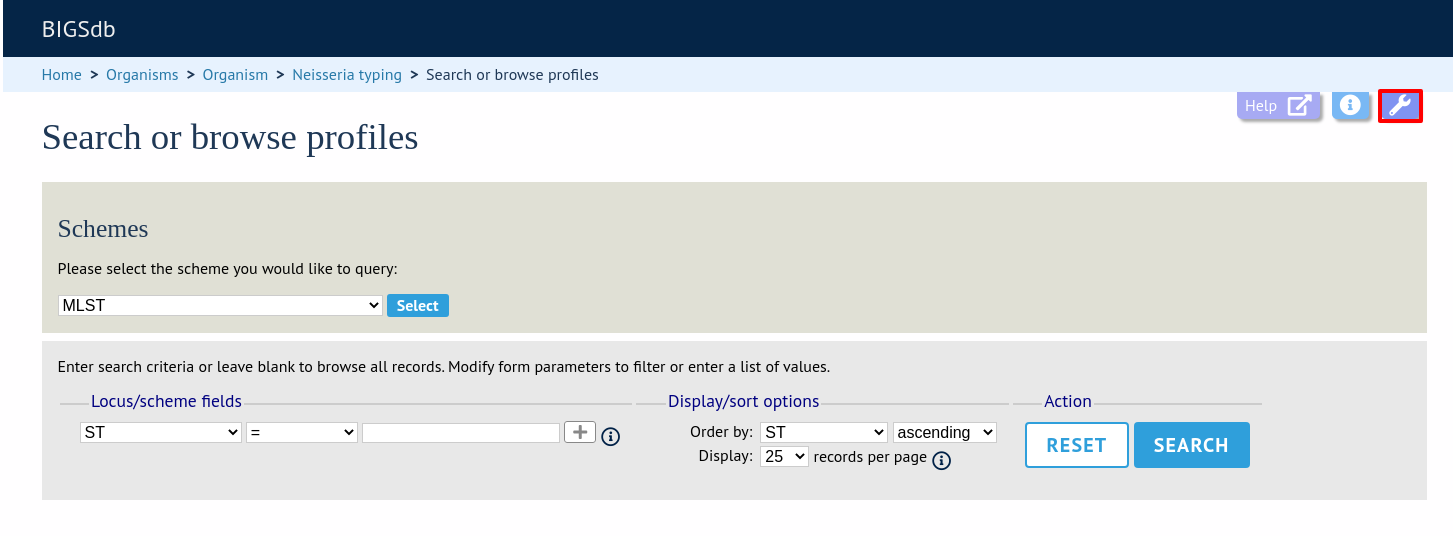 BIGSdb
Home > Organisms > Organism > Neisseria typing > Search or browse profiles
Help
Search or browse profiles
Schemes
Please select the scheme you would like to query:
MLST Select
Enter search criteria or leave blank to browse all records. Modify form parameters to filter or enter a list of values.
Locus/scheme fields Display/sort options Action
ST = + Order by: ST ascending RESET SEARCH
Display: 25 records per page